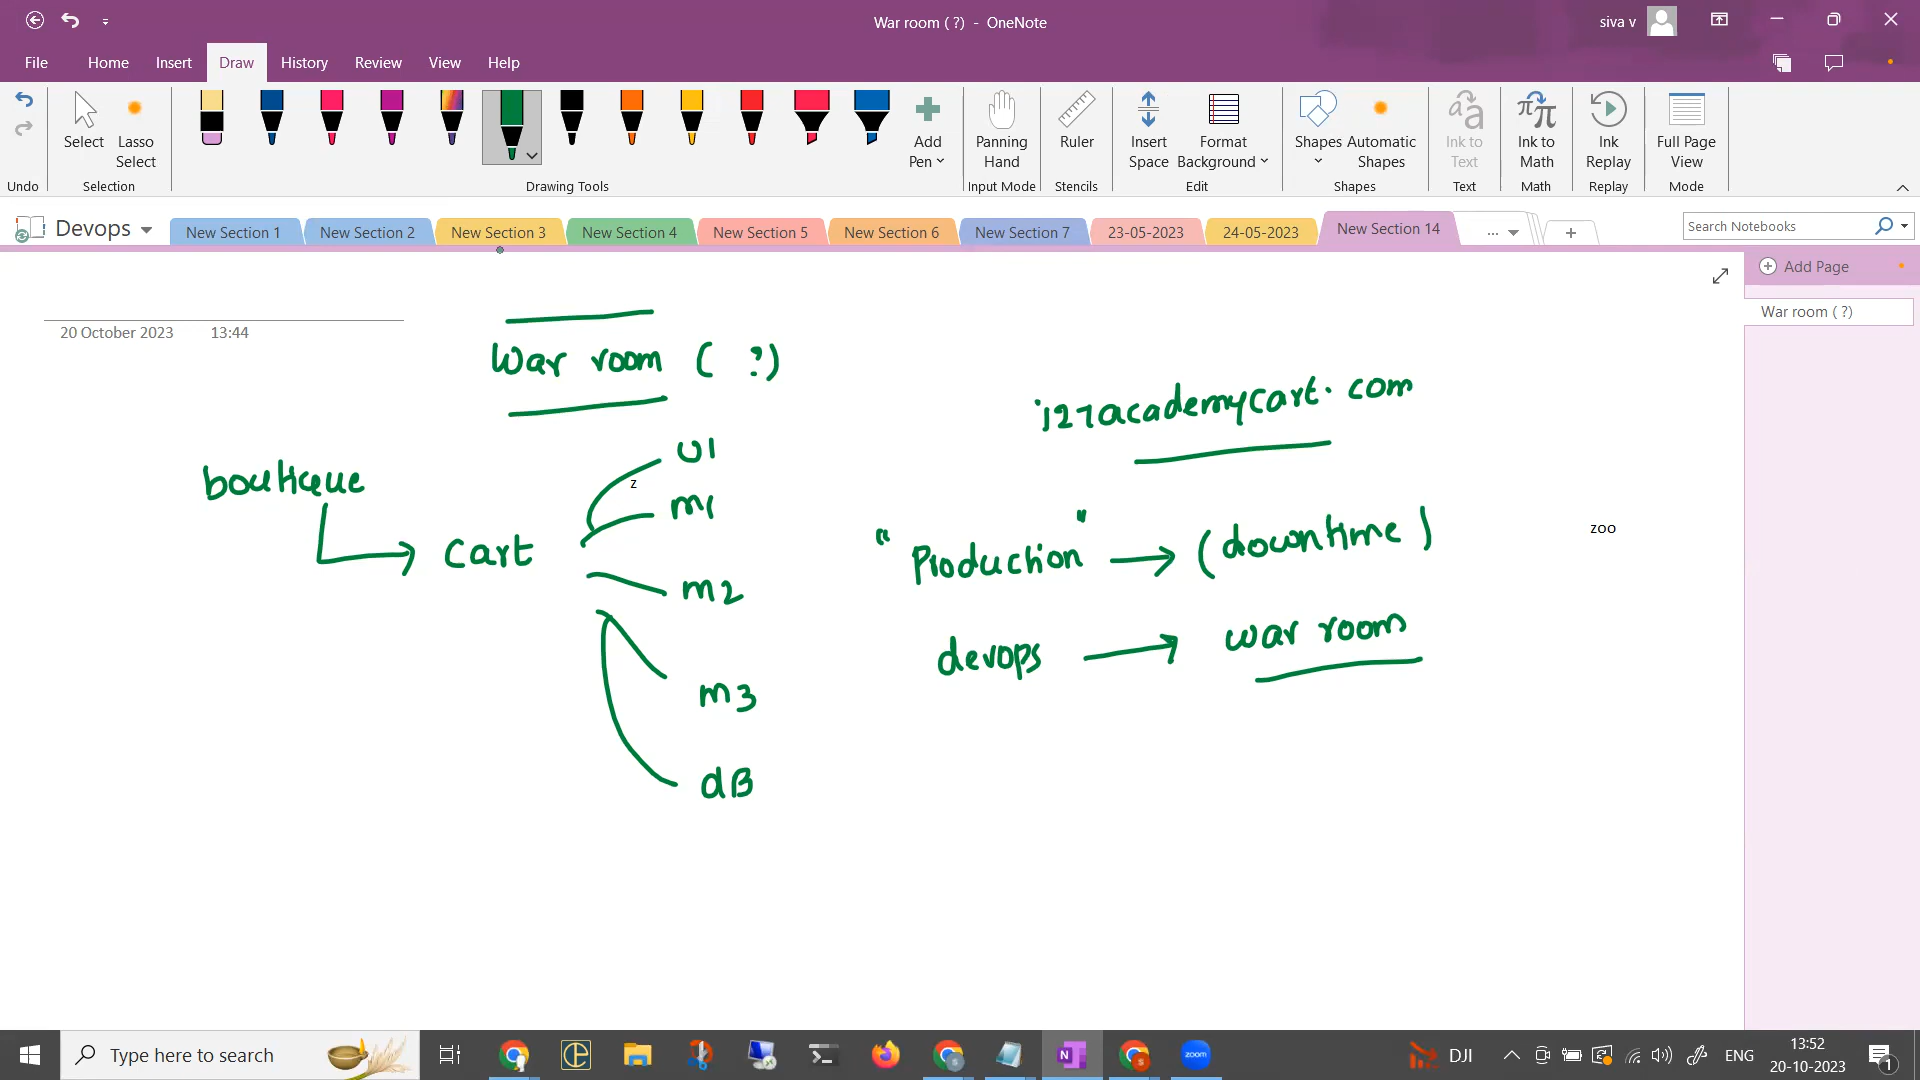 War room ( ?) - OneNote
siva v
File Home Insert Draw History Review View Help
Select
Lasso Select
Add Pen
Panning Hand
Ruler
Insert Space
Format Background
Shapes
Automatic Shapes
Ink to Text
Ink to Math
Ink Replay
Full Page View
Undo Selection Drawing Tools Input Mode Stencils Edit Shapes Text Math Replay Mode
Devops New Section 1 New Section 2 New Section 3 New Section 4 New Section 5 New Section 6 New Section 7 23-05-2023 24-05-2023 New Section 14 ... Search Notebooks
Add Page
War room ( ?)
20 October 2023 13:44
War room ( ?)
i27academycart.com
boutique
cart
UI
z
m1
m2
m3
dB
"Production" → (downtime)
zoo
devops → war room
Type here to search
zoom
DJI
ENG
13:52
20-10-2023
1